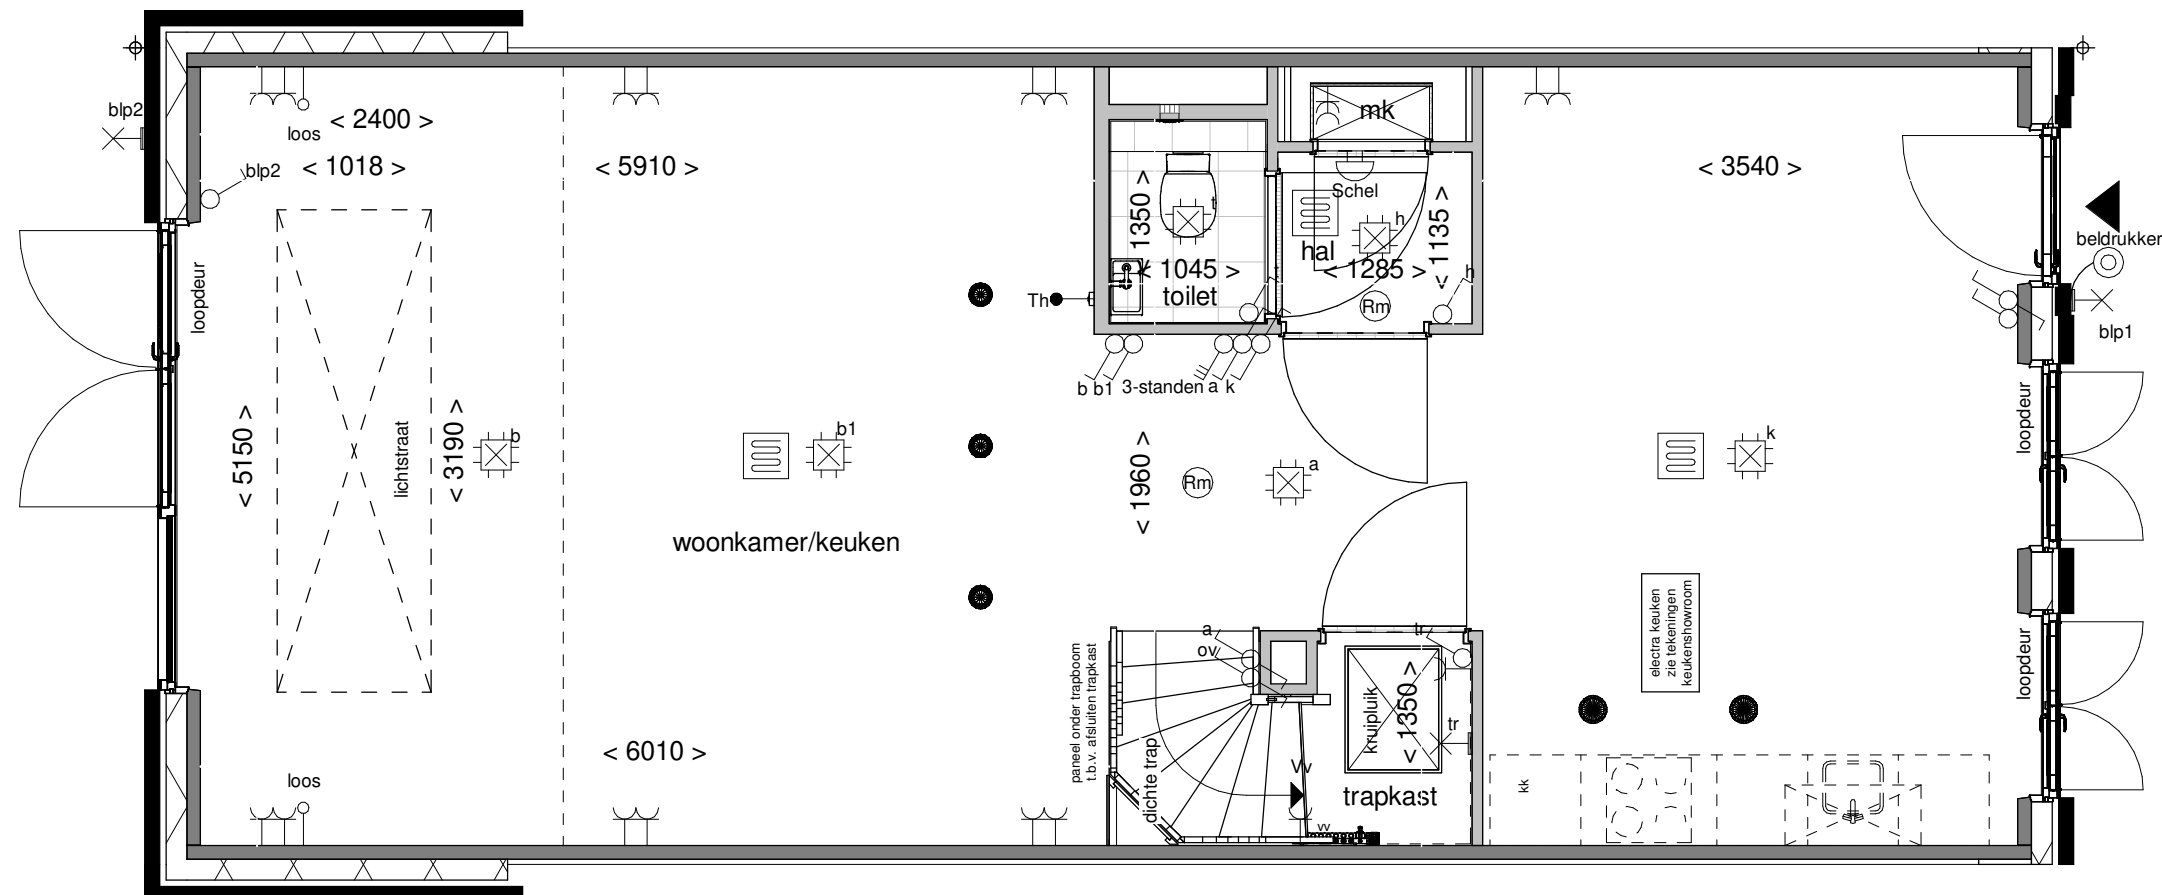 blp2
loos
< 2400 >
< 1018 >
blp2
< 5910 >
mk
Schel
< 3540 >
t
h
hal
< 1350 >
< 1135 >
< 1045 >
toilet
< 1285 >
t
h
Rm
Th
beldrukker
blp1
loopdeur
b b1 3-standen a k
< 5150 >
lichtstraat
< 3190 >
b
b1
< 1960 >
Rm
a
k
loopdeur
woonkamer/keuken
electra keuken
zie tekeningen
keukenshowroom
loopdeur
a
ov
tr
paneel onder trapboom
t.b.v. afsluiten trapkast
dichte trap
kruipluik
< 1350 >
tr
Vv
trapkast
vv
kk
< 6010 >
loos